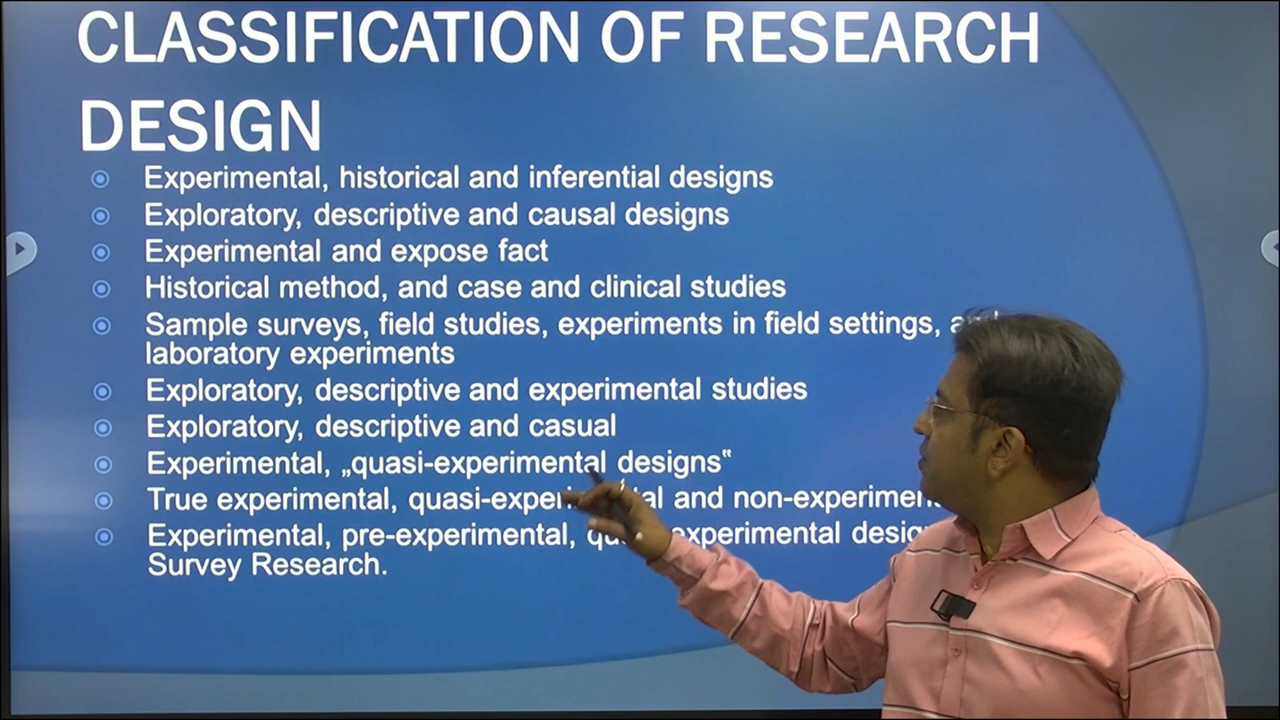 CLASSIFICATION OF RESEARCH
DESIGN
Experimental, historical and inferential designs
Exploratory, descriptive and causal designs
Experimental and expose fact
Historical method, and case and clinical studies
Sample surveys, field studies, experiments in field settings,
laboratory experiments
Exploratory, descriptive and experimental studies
Exploratory, descriptive and casual
Experimental, „quasi-experimental designs‟
True experimental, and
Experimental, pre-experimental,
Survey Research.